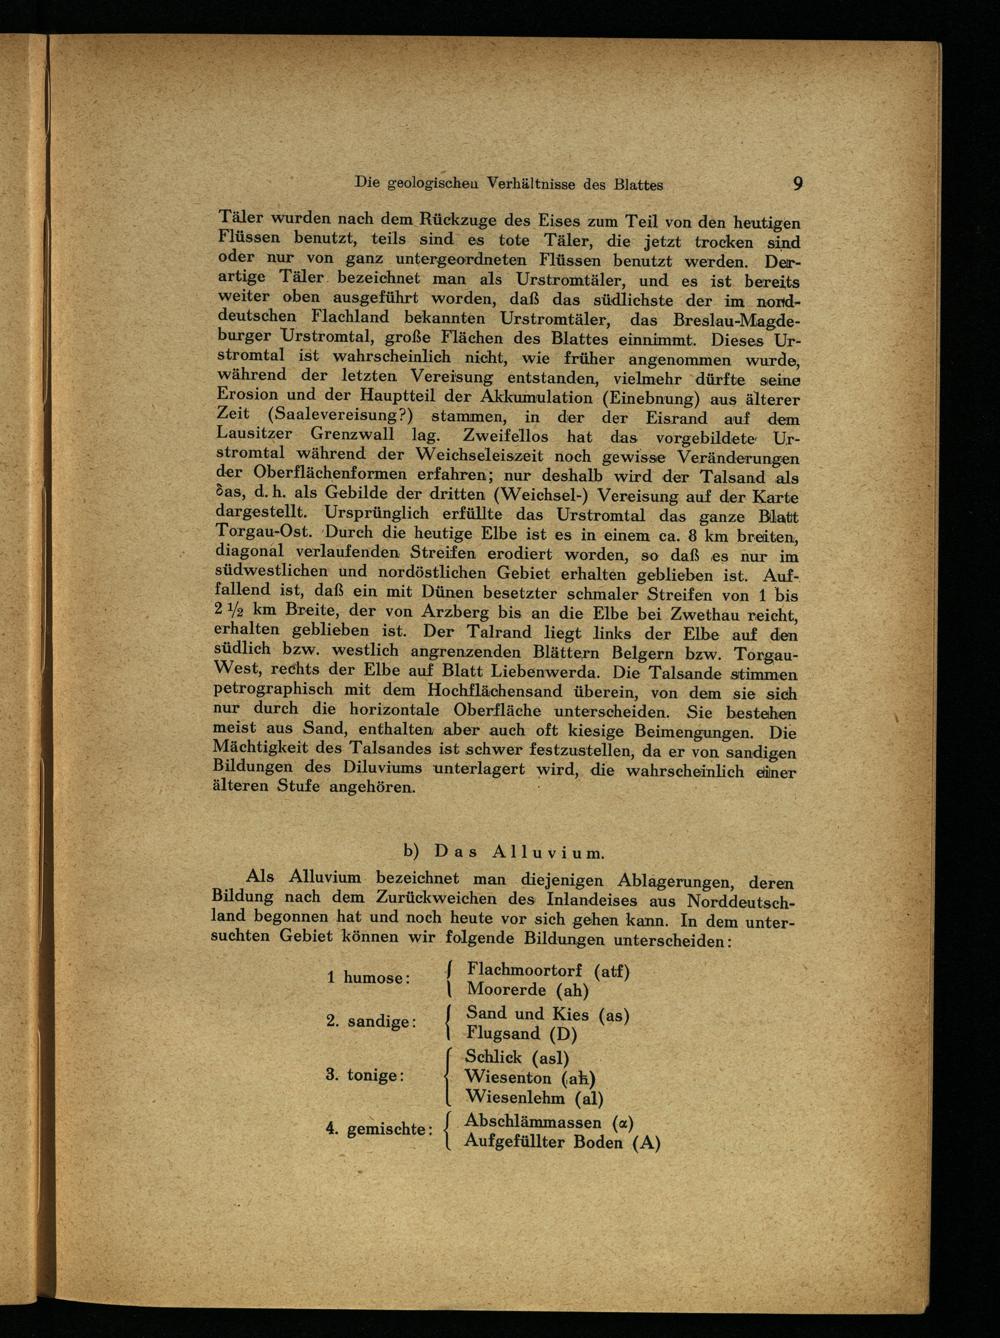 Die geologischen Verhältnisse des Blattes 9
Täler wurden nach dem Rückzuge des Eises zum Teil von den heutigen
Flüssen benutzt, teils sind es tote Täler, die jetzt trocken sind
oder nur von ganz untergeordneten Flüssen benutzt werden. Der-
artige Täler bezeichnet man als Urstromtäler, und es ist bereits
weiter oben ausgeführt worden, daß das südlichste der im nord-
deutschen Flachland bekannten Urstromtäler, das Breslau-Magde-
burger Urstromtal, große Flächen des Blattes einnimmt. Dieses Ur-
stromtal ist wahrscheinlich nicht, wie früher angenommen wurde,
während der letzten Vereisung entstanden, vielmehr dürfte seine
Erosion und der Hauptteil der Akkumulation (Einebnung) aus älterer
Zeit (Saalevereisung?) stammen, in der der Eisrand auf dem
Lausitzer Grenzwall lag. Zweifellos hat das vorgebildete Ur-
stromtal während der Weichseleiszeit noch gewisse Veränderungen
der Oberflächenformen erfahren; nur deshalb wird der Talsand als
δas, d. h. als Gebilde der dritten (Weichsel-) Vereisung auf der Karte
dargestellt. Ursprünglich erfüllte das Urstromtal das ganze Blatt
Torgau-Ost. Durch die heutige Elbe ist es in einem ca. 8 km breiten,
diagonal verlaufenden Streifen erodiert worden, so daß es nur im
südwestlichen und nordöstlichen Gebiet erhalten geblieben ist. Auf-
fallend ist, daß ein mit Dünen besetzter schmaler Streifen von 1 bis
2 ½ km Breite, der von Arzberg bis an die Elbe bei Zwethau reicht,
erhalten geblieben ist. Der Talrand liegt links der Elbe auf den
südlich bzw. westlich angrenzenden Blättern Belgern bzw. Torgau-
West, rechts der Elbe auf Blatt Liebenwerda. Die Talsande stimmen
petrographisch mit dem Hochflächensand überein, von dem sie sich
nur durch die horizontale Oberfläche unterscheiden. Sie bestehen
meist aus Sand, enthalten aber auch oft kiesige Beimengungen. Die
Mächtigkeit des Talsandes ist schwer festzustellen, da er von sandigen
Bildungen des Diluviums unterlagert wird, die wahrscheinlich einer
älteren Stufe angehören.
b) Das Alluvium.
Als Alluvium bezeichnet man diejenigen Ablagerungen, deren
Bildung nach dem Zurückweichen des Inlandeises aus Norddeutsch-
land begonnen hat und noch heute vor sich gehen kann. In dem unter-
suchten Gebiet können wir folgende Bildungen unterscheiden:
1 humose: { Flachmoortorf (atf)
Moorerde (ah)
2. sandige: { Sand und Kies (as)
Flugsand (D)
3. tonige: { Schlick (asl)
Wiesenton (ah)
Wiesenlehm (al)
4. gemischte: { Abschlämmassen (α)
Aufgefüllter Boden (A)